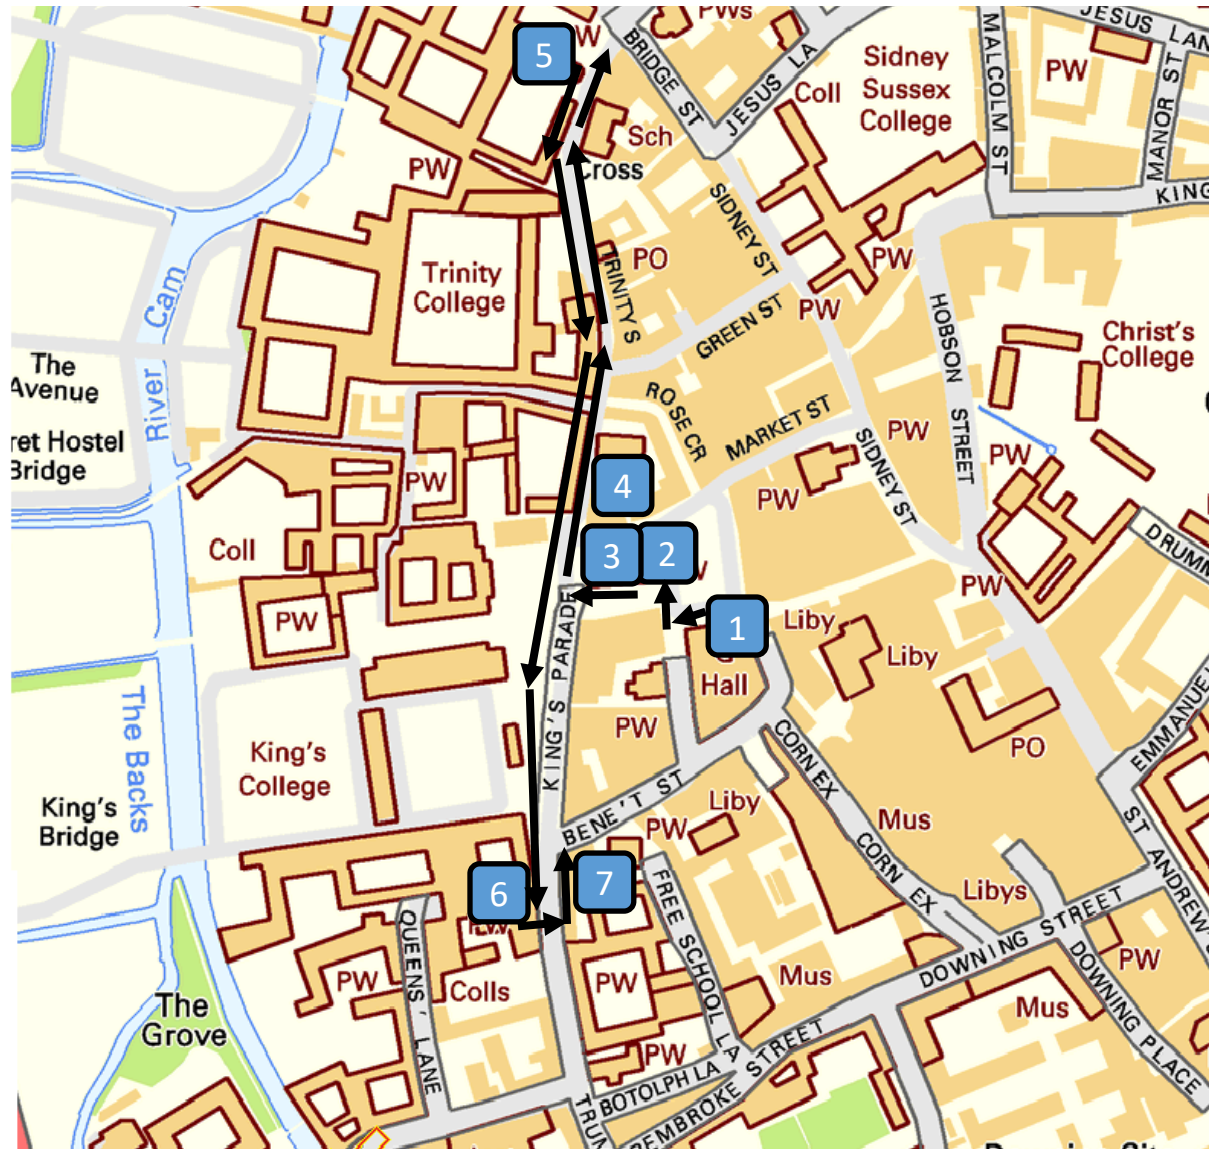 PWs
JESUS LAN
5
W
BRIDGE ST
JESUS LA
MALCOLM ST
PW
MANOR ST
Sidney
Sussex
College
Coll
Sch
Cross
PW
KING
SIDNEY ST
PW
PO
TRINITY S
Trinity
College
River Cam
GREEN ST
PW
HOBSON STREET
Christ's
College
The
Avenue
ROSE CR
MARKET ST
ret Hostel
Bridge
PW
SIDNEY ST
PW
PW
4
PW
Coll
3
2
DRUMM
PW
PW
KING'S PARADE
1
Liby
Liby
Hall
EMMANUE
The Backs
PW
PO
King's
College
CORN EX
King's
Bridge
BENE'T ST
Liby
PW
Mus
ST ANDREW
CORN EX
6
7
Libys
QUEENS' LANE
FREE SCHOOL LA
DOWNING STREET
PW
DOWNING PLACE
PW
Colls
PW
Mus
Mus
The
Grove
PW
BOTOLPH LA
PEMBROKE STREET
TRUM